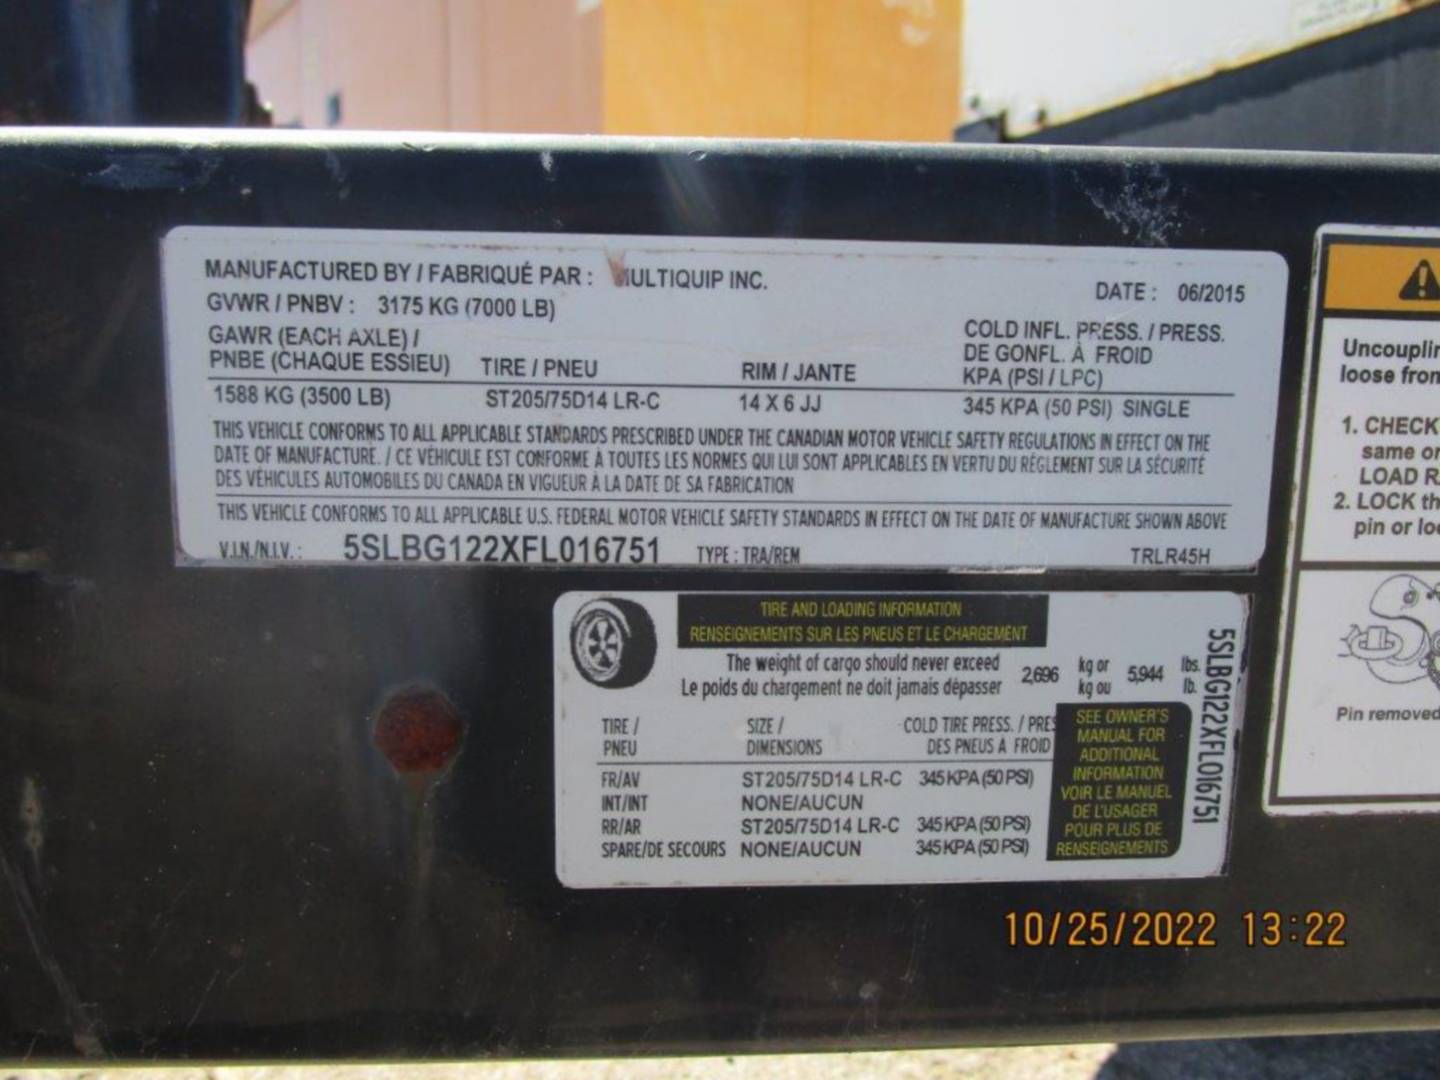 MANUFACTURED BY / FABRIQUÉ PAR : MULTIQUIP INC.
DATE : 06/2015
GVWR / PNBV : 3175 KG (7000 LB)
GAWR (EACH AXLE) /
PNBE (CHAQUE ESSIEU) TIRE / PNEU RIM / JANTE
COLD INFL. PRESS. / PRESS.
DE GONFL. À FROID
KPA (PSI / LPC)
1588 KG (3500 LB) ST205/75D14 LR-C 14 X 6 JJ 345 KPA (50 PSI) SINGLE
THIS VEHICLE CONFORMS TO ALL APPLICABLE STANDARDS PRESCRIBED UNDER THE CANADIAN MOTOR VEHICLE SAFETY REGULATIONS IN EFFECT ON THE
DATE OF MANUFACTURE. / CE VÉHICULE EST CONFORME À TOUTES LES NORMES QUI LUI SONT APPLICABLES EN VERTU DU RÈGLEMENT SUR LA SÉCURITÉ
DES VÉHICULES AUTOMOBILES DU CANADA EN VIGUEUR À LA DATE DE SA FABRICATION
THIS VEHICLE CONFORMS TO ALL APPLICABLE U.S. FEDERAL MOTOR VEHICLE SAFETY STANDARDS IN EFFECT ON THE DATE OF MANUFACTURE SHOWN ABOVE
V.I.N./N.I.V.: 5SLBG122XFL016751 TYPE : TRA/REM TRLR45H
TIRE AND LOADING INFORMATION
RENSEIGNEMENTS SUR LES PNEUS ET LE CHARGEMENT
The weight of cargo should never exceed
Le poids du chargement ne doit jamais dépasser
2,696 kg or
kg ou
5,944 lbs.
lb.
TIRE / SIZE / COLD TIRE PRESS. / PRES
PNEU DIMENSIONS DES PNEUS À FROID
FR/AV ST205/75D14 LR-C 345 KPA (50 PSI)
INT/INT NONE/AUCUN
RR/AR ST205/75D14 LR-C 345 KPA (50 PSI)
SPARE/DE SECOURS NONE/AUCUN 345 KPA (50 PSI)
SEE OWNER'S
MANUAL FOR
ADDITIONAL
INFORMATION
VOIR LE MANUEL
DE L'USAGER
POUR PLUS DE
RENSEIGNEMENTS
5SLBG122XFL016751
Uncouplin
loose from
1. CHECK
same or
LOAD R
2. LOCK th
pin or lo
Pin removed
10/25/2022 13:22